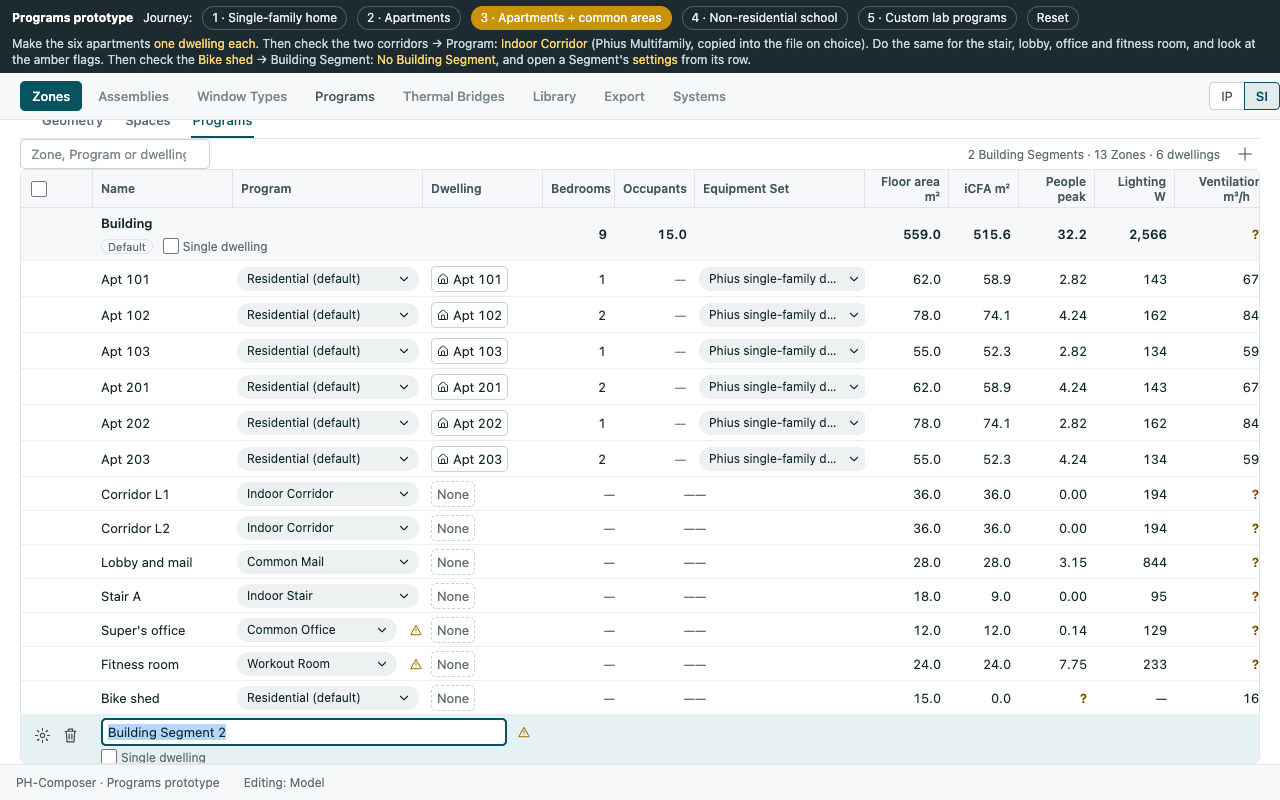 Programs prototype Journey: 1 · Single-family home 2 · Apartments 3 · Apartments + common areas 4 · Non-residential school 5 · Custom lab programs Reset
Make the six apartments one dwelling each. Then check the two corridors → Program: Indoor Corridor (Phius Multifamily, copied into the file on choice). Do the same for the stair, lobby, office and fitness room, and look at
the amber flags. Then check the Bike shed → Building Segment: No Building Segment, and open a Segment's settings from its row.
Zones Assemblies Window Types Programs Thermal Bridges Library Export Systems IP SI
Geometry Spaces Programs
Zone, Program or dwelling 2 Building Segments · 13 Zones · 6 dwellings
Name Program Dwelling Bedrooms Occupants Equipment Set Floor area m² iCFA m² People peak Lighting W Ventilation m³/h
Building 9 15.0 559.0 515.6 32.2 2,566 ?
Default Single dwelling
Apt 101 Residential (default) Apt 101 1 — Phius single-family d... 62.0 58.9 2.82 143 67
Apt 102 Residential (default) Apt 102 2 — Phius single-family d... 78.0 74.1 4.24 162 84
Apt 103 Residential (default) Apt 103 1 — Phius single-family d... 55.0 52.3 2.82 134 59
Apt 201 Residential (default) Apt 201 2 — Phius single-family d... 62.0 58.9 4.24 143 67
Apt 202 Residential (default) Apt 202 1 — Phius single-family d... 78.0 74.1 2.82 162 84
Apt 203 Residential (default) Apt 203 2 — Phius single-family d... 55.0 52.3 4.24 134 59
Corridor L1 Indoor Corridor None — — — 36.0 36.0 0.00 194 ?
Corridor L2 Indoor Corridor None — — — 36.0 36.0 0.00 194 ?
Lobby and mail Common Mail None — — — 28.0 28.0 3.15 844 ?
Stair A Indoor Stair None — — — 18.0 9.0 0.00 95 ?
Super's office Common Office None — — — 12.0 12.0 0.14 129 ?
Fitness room Workout Room None — — — 24.0 24.0 7.75 233 ?
Bike shed Residential (default) None — — — 15.0 0.0 ? — 16
Building Segment 2
Single dwelling
PH-Composer · Programs prototype Editing: Model